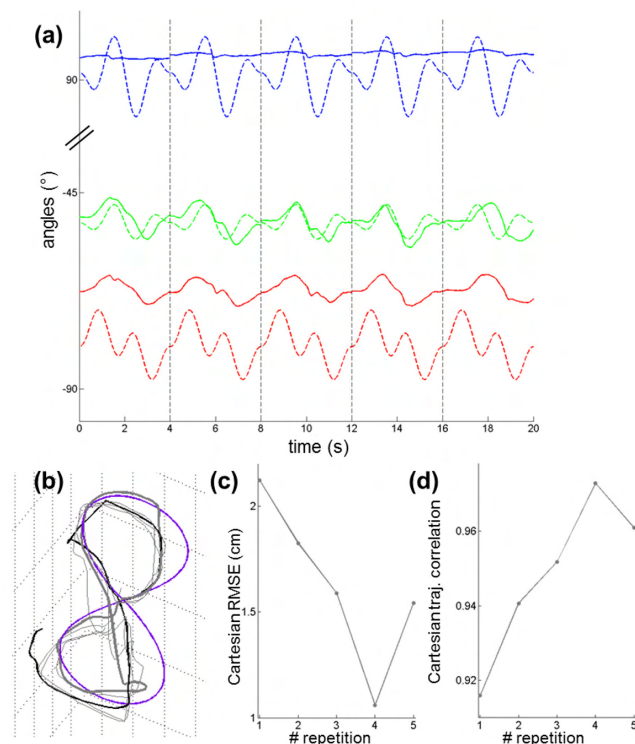 (a)
90
-45
angles (°)
-90
0 2 4 6 8 10 12 14 16 18 20
time (s)
(b)
(c)
2
1.5
1
Cartesian RMSE (cm)
1 2 3 4 5
# repetition
(d)
0.96
0.94
0.92
Cartesian traj. correlation
1 2 3 4 5
# repetition